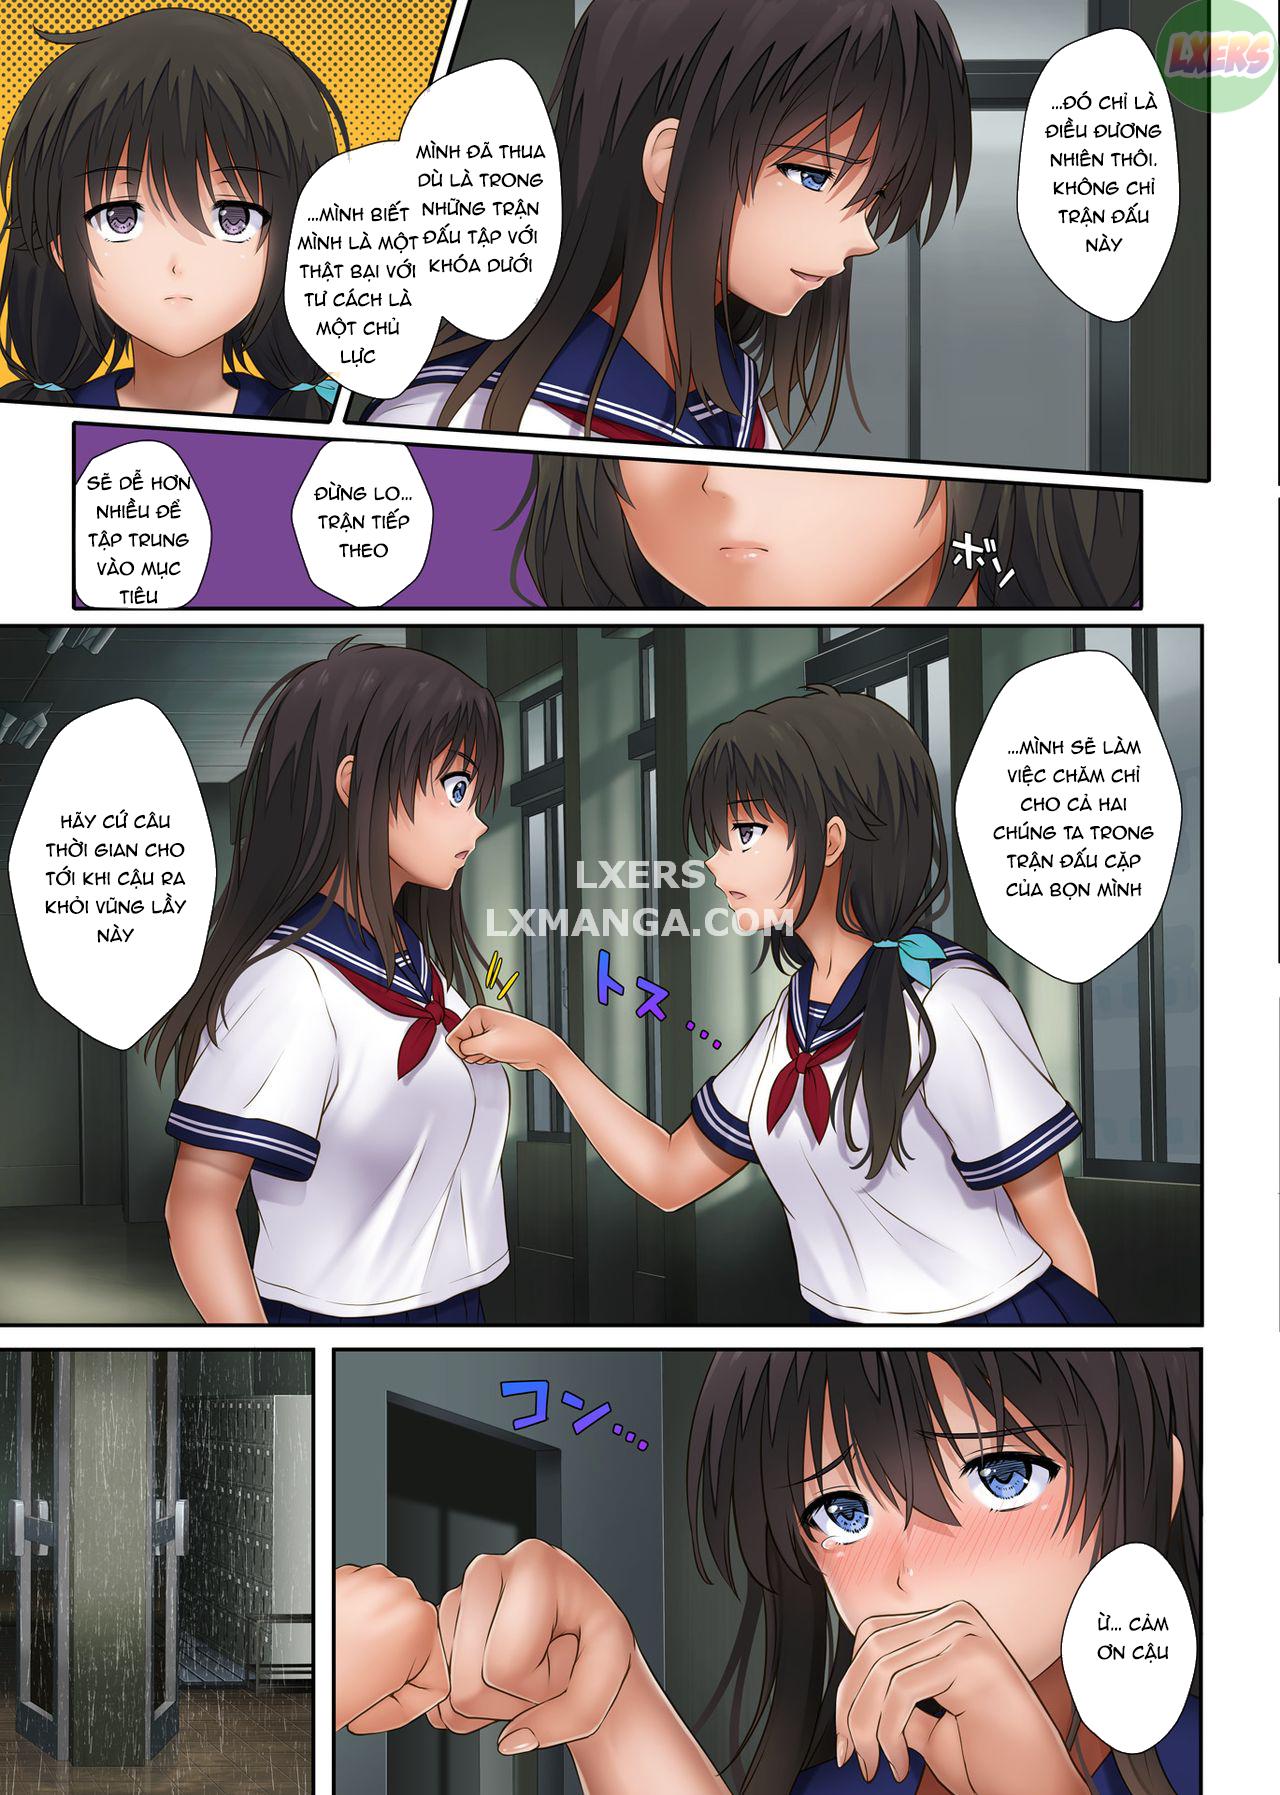 LXERS
...ĐÓ CHỈ LÀ
ĐIỀU ĐƯƠNG
NHIÊN THÔI.
KHÔNG CHỈ
TRẬN ĐẤU
NÀY
MÌNH ĐÃ THUA
DÙ LÀ TRONG
NHỮNG TRẬN
ĐẤU TẬP VỚI
KHÓA DƯỚI
...MÌNH BIẾT
MÌNH LÀ MỘT
THẤT BẠI VỚI
TƯ CÁCH LÀ
MỘT CHỦ
LỰC
ボソッ
ĐỪNG LO...
TRẬN TIẾP
THEO
SẼ DỄ HƠN
NHIỀU ĐỂ
TẬP TRUNG
VÀO MỤC
TIÊU
...MÌNH SẼ LÀM
VIỆC CHĂM CHỈ
CHO CẢ HAI
CHÚNG TA TRONG
TRẬN ĐẤU CẶP
CỦA BỌN MÌNH
LXERS
LXMANGA.COM
トス...
HÃY CỨ CÂU
THỜI GIAN CHO
TỚI KHI CẬU RA
KHỎI VŨNG LẦY
NÀY
コン...
Ừ... CẢM
ƠN CẬU